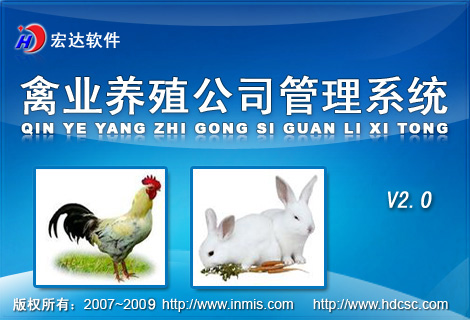 HD 宏达软件
禽业养殖公司管理系统
QIN YE YANG ZHI GONG SI GUAN LI XI TONG
V2.0
版权所有：2007~2009 http://www.inmis.com http://www.hdcsc.com